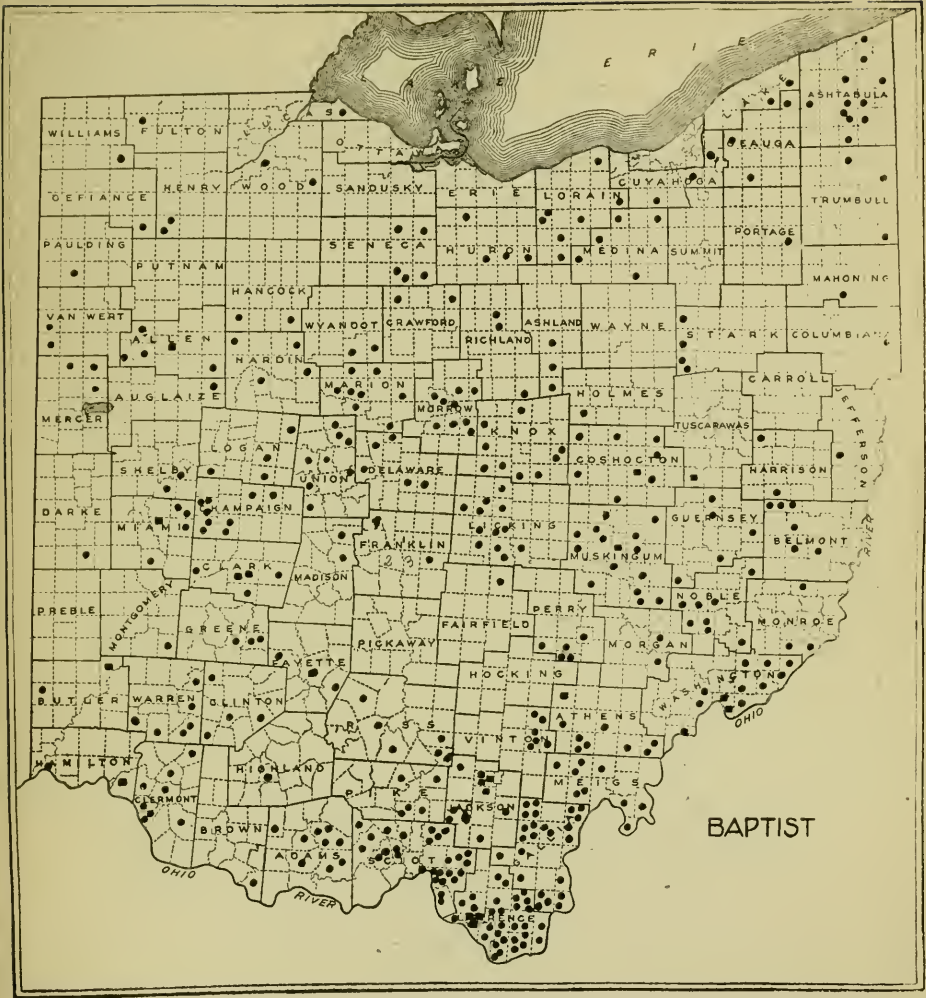 LAKE ERIE
WILLIAMS
FULTON
LUCAS
OTTAWA
LAKE
ASHTABULA
GEAUGA
CUYAHOGA
DEFIANCE
HENRY
WOOD
SANDUSKY
ERIE
LORAIN
TRUMBULL
PAULDING
PUTNAM
SENECA
HURON
MEDINA
SUMMIT
PORTAGE
MAHONING
HANCOCK
VAN WERT
ALLEN
WYANDOT
CRAWFORD
RICHLAND
ASHLAND
WAYNE
STARK
COLUMBIANA
HARDIN
MERCER
AUGLAIZE
MARION
MORROW
KNOX
HOLMES
CARROLL
JEFFERSON
TUSCARAWAS
LOGAN
SHELBY
UNION
DELAWARE
COSHOCTON
HARRISON
DARKE
MIAMI
CHAMPAIGN
LICKING
GUERNSEY
BELMONT
RIVER
FRANKLIN
23
MUSKINGUM
CLARK
MADISON
PREBLE
MONTGOMERY
GREENE
PICKAWAY
FAIRFIELD
PERRY
NOBLE
MONROE
MORGAN
FAYETTE
HOCKING
WASHINGTON
BUTLER
WARREN
CLINTON
ROSS
VINTON
ATHENS
OHIO
HAMILTON
HIGHLAND
PIKE
MEIGS
CLERMONT
JACKSON
BROWN
ADAMS
BAPTIST
OHIO
RIVER
LAWRENCE